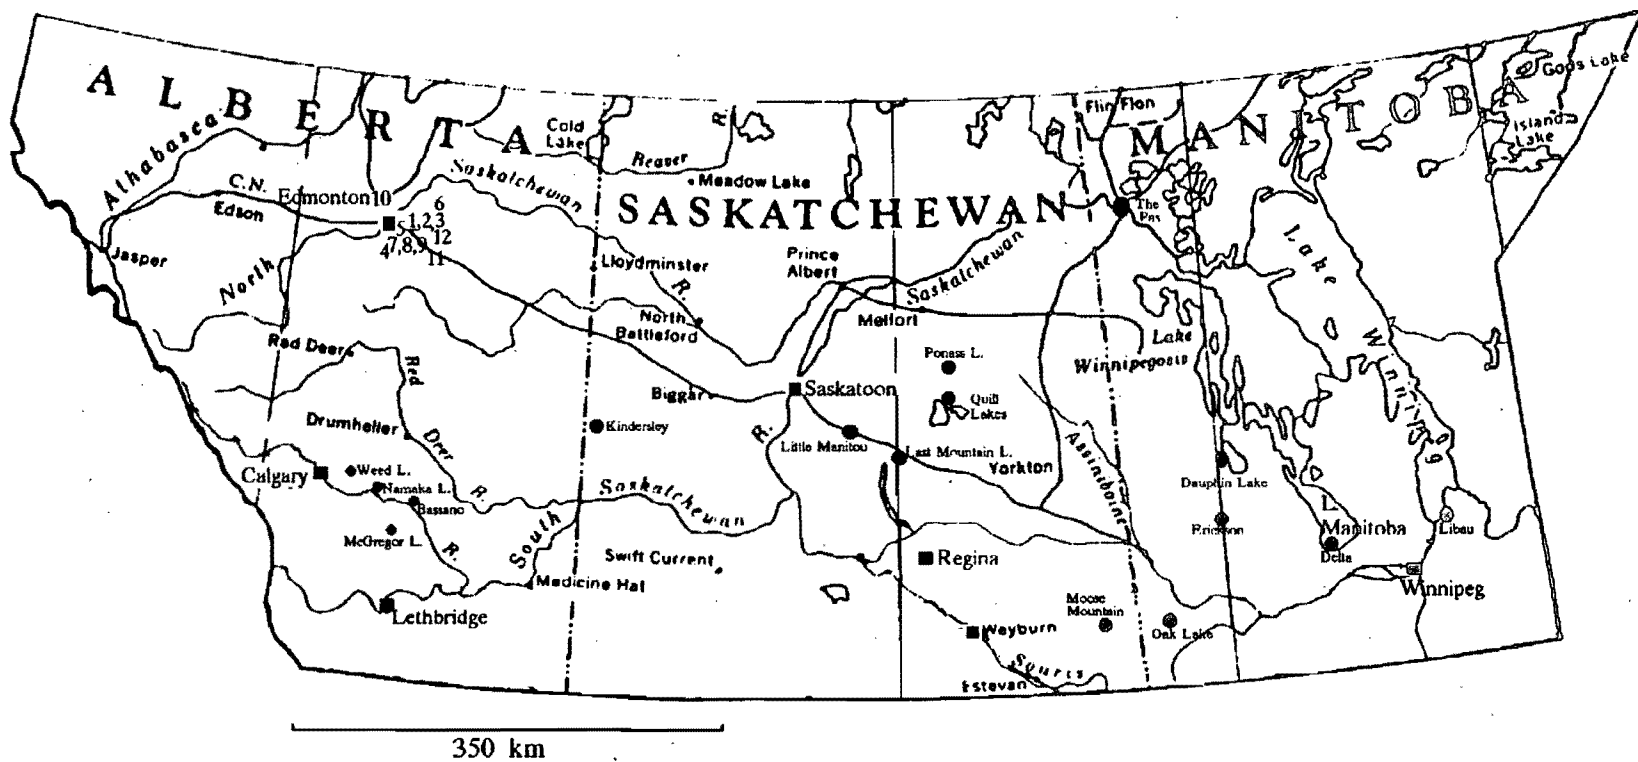 ALBERTA
SASKATCHEWAN
MANITOBA
Gods Lake
Island
Lake
Flin Flon
The
Pas
Cold
Lake
Beaver
R.
Meadow Lake
Athabasca
C.N.
Edson
Edmonton 10
6
5 1,2,3
12
4 7,8,9
11
Jasper
North
Saskatchewan
R.
Lloydminster
North
Battleford
Prince
Albert
Saskatchewan
Melfort
Lake
Winnipegosis
Lake Winnipeg
Red Deer
Red Deer R.
Drumheller
Biggar
Saskatoon
Ponass L.
Quill
Lakes
Kindersley
R.
Little Manitou
Last Mountain L.
Yorkton
Assiniboine
Dauphin Lake
Calgary
Weed L.
Namaka L.
Bassano
McGregor L.
R.
South
Saskatchewan
Swift Current
Medicine Hat
Lethbridge
Regina
Erickson
L.
Manitoba
Delta
Libau
Winnipeg
Moose
Mountain
Oak Lake
Weyburn
Souris
Estevan
350 km